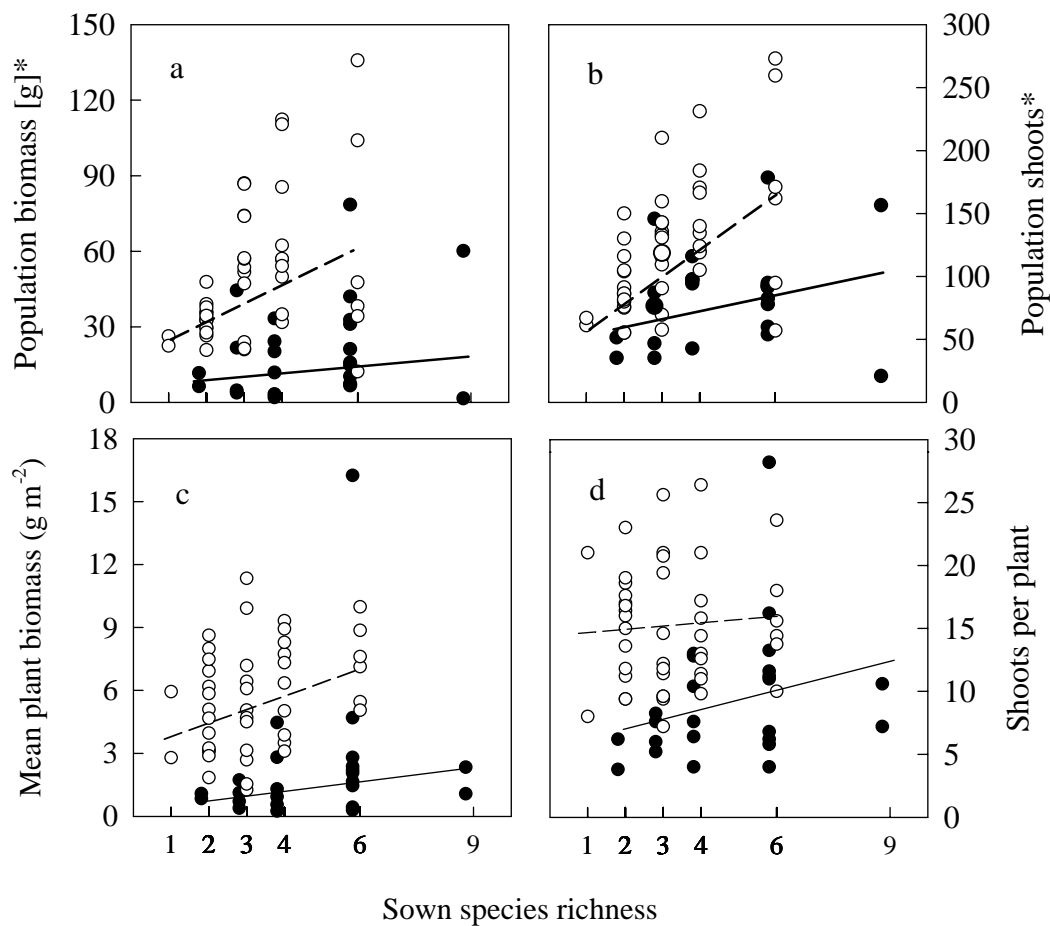 150
120
90
60
30
0
Population biomass [g]*
a
b
300
250
200
150
100
50
0
Population shoots*
18
15
12
9
6
3
0
Mean plant biomass (g m-2)
c
d
30
25
20
15
10
5
0
Shoots per plant
1 2 3 4 6 9
1 2 3 4 6 9
Sown species richness